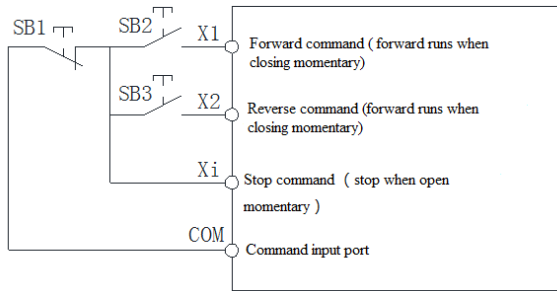 SB1
SB2
X1
Forward command ( forward runs when
closing momentary)
SB3
X2
Reverse command (forward runs when
closing momentary)
Xi
Stop command ( stop when open
momentary )
COM
Command input port